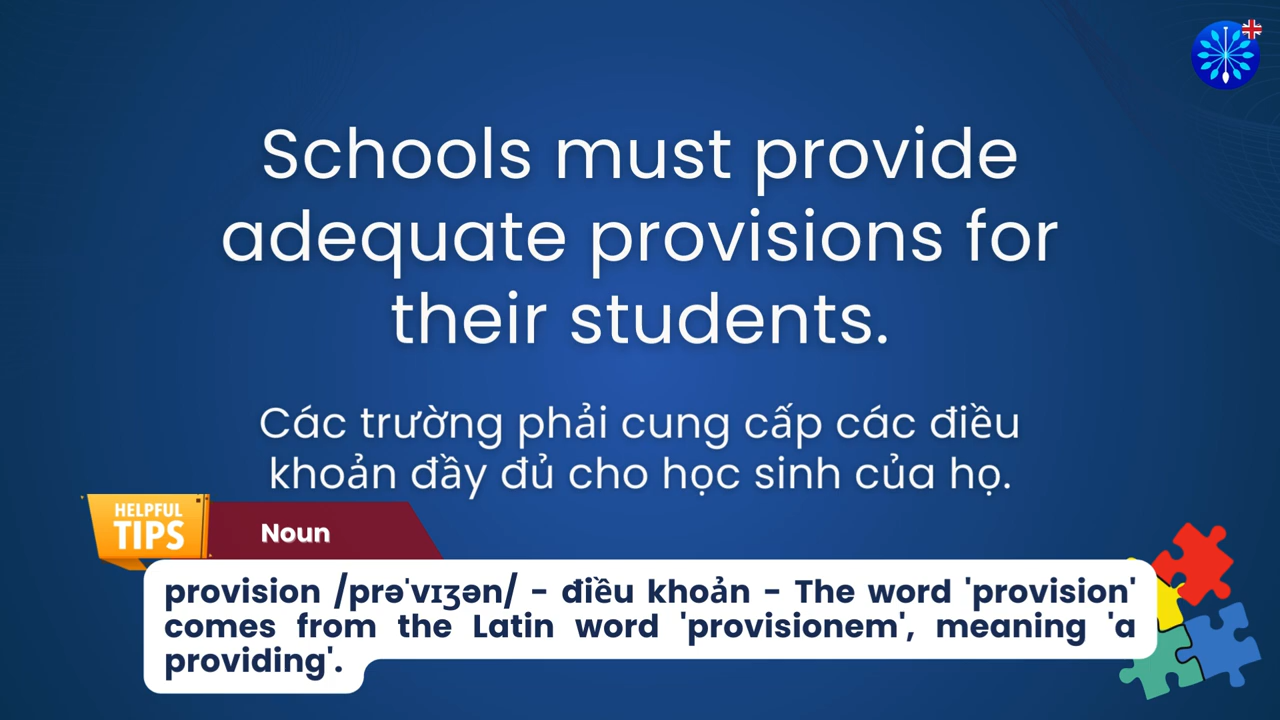 Schools must provide
adequate provisions for
their students.
Các trường phải cung cấp các điều
khoản đầy đủ cho học sinh của họ.
HELPFUL
TIPS
Noun
provision /prəˈvɪʒən/ - điều khoản - The word 'provision'
comes from the Latin word 'provisionem', meaning 'a
providing'.